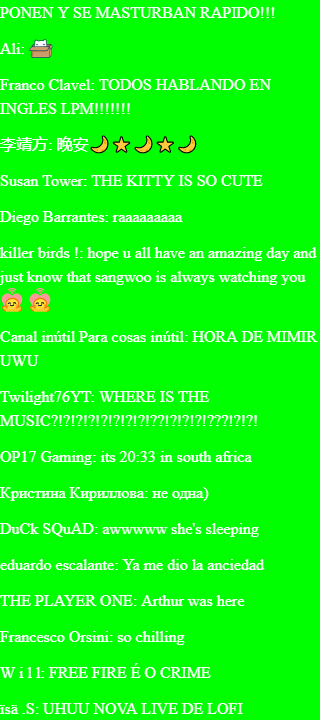 PONEN Y SE MASTURBAN RAPIDO!!!
Ali:
Franco Clavel: TODOS HABLANDO EN
INGLES LPM!!!!!!!
李靖方: 晚安🌙⭐🌙⭐🌙
Susan Tower: THE KITTY IS SO CUTE
Diego Barrantes: raaaaaaaaa
killer birds !: hope u all have an amazing day and
just know that sangwoo is always watching you
Canal inútil Para cosas inútil: HORA DE MIMIR
UWU
Twilight76YT: WHERE IS THE
MUSIC?!?!?!?!?!?!?!?!??!?!?!?!???!?!?!
OP17 Gaming: its 20:33 in south africa
Кристина Кириллова: не одна)
DuCk SQuAD: awwwww she's sleeping
eduardo escalante: Ya me dio la anciedad
THE PLAYER ONE: Arthur was here
Francesco Orsini: so chilling
W i l l: FREE FIRE É O CRIME
ïsä .S: UHUU NOVA LIVE DE LOFI